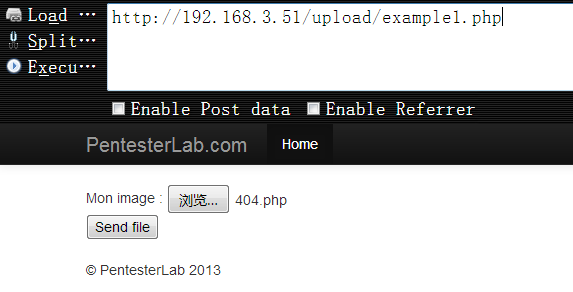 Load ···
http://192.168.3.51/upload/example1.php
Split···
Execu···
Enable Post data Enable Referrer
PentesterLab.com Home
Mon image : 浏览... 404.php
Send file
© PentesterLab 2013